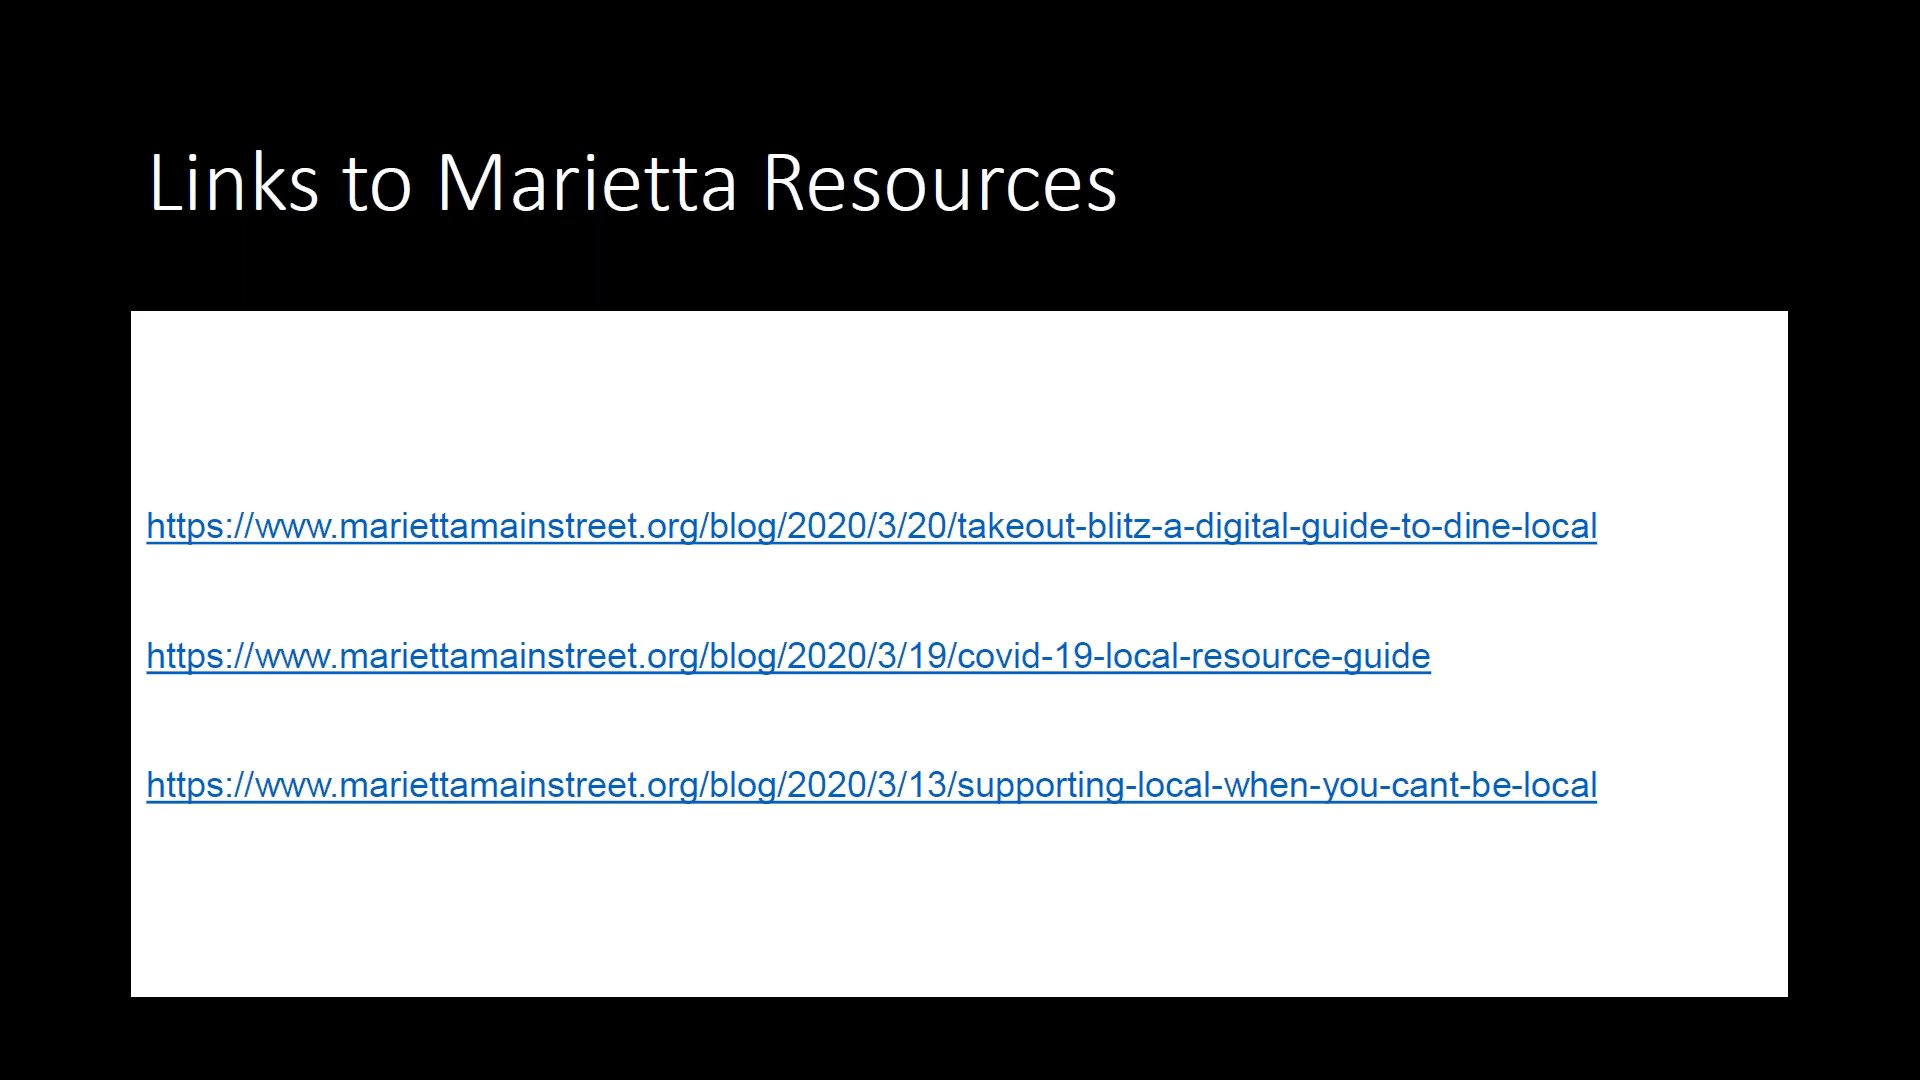 Links to Marietta Resources
https://www.mariettamainstreet.org/blog/2020/3/20/takeout-blitz-a-digital-guide-to-dine-local
https://www.mariettamainstreet.org/blog/2020/3/19/covid-19-local-resource-guide
https://www.mariettamainstreet.org/blog/2020/3/13/supporting-local-when-you-cant-be-local